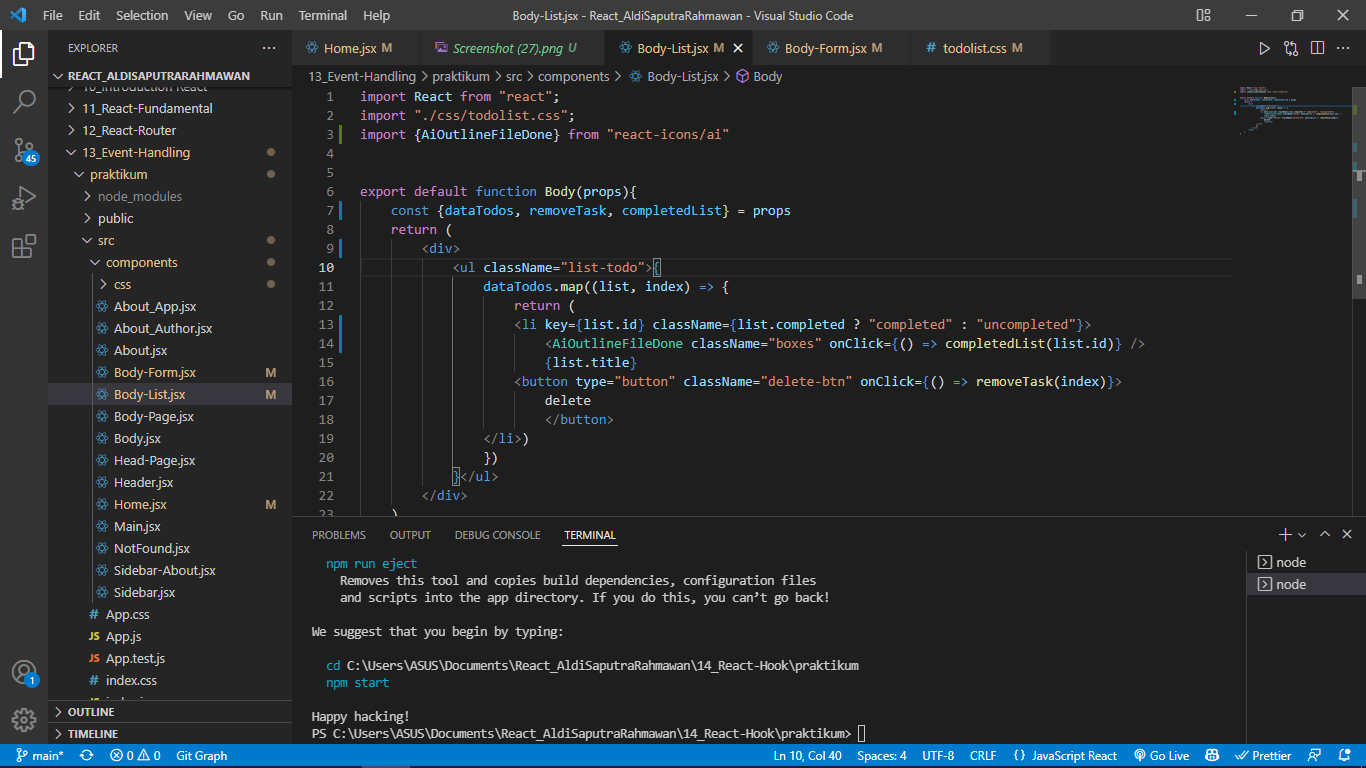 File Edit Selection View Go Run Terminal Help
Body-List.jsx - React_AldiSaputraRahmawan - Visual Studio Code
EXPLORER
REACT_ALDISAPUTRARAHMAWAN
10_Introduction React
11_React-Fundamental
12_React-Router
13_Event-Handling
praktikum
node_modules
public
src
components
css
About_App.jsx
About_Author.jsx
About.jsx
Body-Form.jsx M
Body-List.jsx M
Body-Page.jsx
Body.jsx
Head-Page.jsx
Header.jsx
Home.jsx M
Main.jsx
NotFound.jsx
Sidebar-About.jsx
Sidebar.jsx
App.css
App.js
App.test.js
index.css
OUTLINE
TIMELINE
45
1
Home.jsx M Screenshot (27).png U Body-List.jsx M Body-Form.jsx M todolist.css M
13_Event-Handling > praktikum > src > components > Body-List.jsx > Body
1 import React from "react";
2 import "./css/todolist.css";
3 import {AiOutlineFileDone} from "react-icons/ai"
4
5
6 export default function Body(props){
7 const {dataTodos, removeTask, completedList} = props
8 return (
9 <div>
10 <ul className="list-todo">{
11 dataTodos.map((list, index) => {
12 return (
13 <li key={list.id} className={list.completed ? "completed" : "uncompleted"}>
14 <AiOutlineFileDone className="boxes" onClick={() => completedList(list.id)} />
15 {list.title}
16 <button type="button" className="delete-btn" onClick={() => removeTask(index)}>
17 delete
18 </button>
19 </li>)
20 })
21 }</ul>
22 </div>
23 )
PROBLEMS OUTPUT DEBUG CONSOLE TERMINAL
npm run eject
Removes this tool and copies build dependencies, configuration files
and scripts into the app directory. If you do this, you can’t go back!
We suggest that you begin by typing:
cd C:\Users\ASUS\Documents\React_AldiSaputraRahmawan\14_React-Hook\praktikum
npm start
Happy hacking!
PS C:\Users\ASUS\Documents\React_AldiSaputraRahmawan\14_React-Hook\praktikum>
node
node
main* 0 0 Git Graph Ln 10, Col 40 Spaces: 4 UTF-8 CRLF {} JavaScript React Go Live Prettier